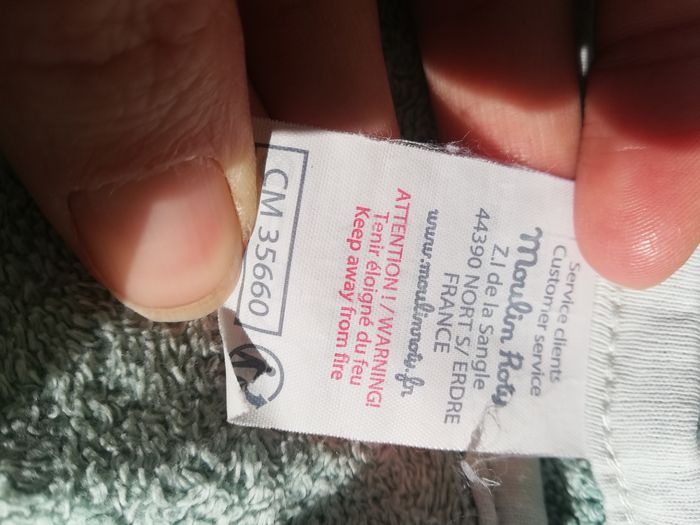 Service clients
Customer service
Moulin Roty
Z.I de la Sangle
44390 NORT S/ ERDRE
FRANCE
www.moulinroty.fr
ATTENTION! / WARNING!
Tenir éloigné du feu
Keep away from fire
CM 35660